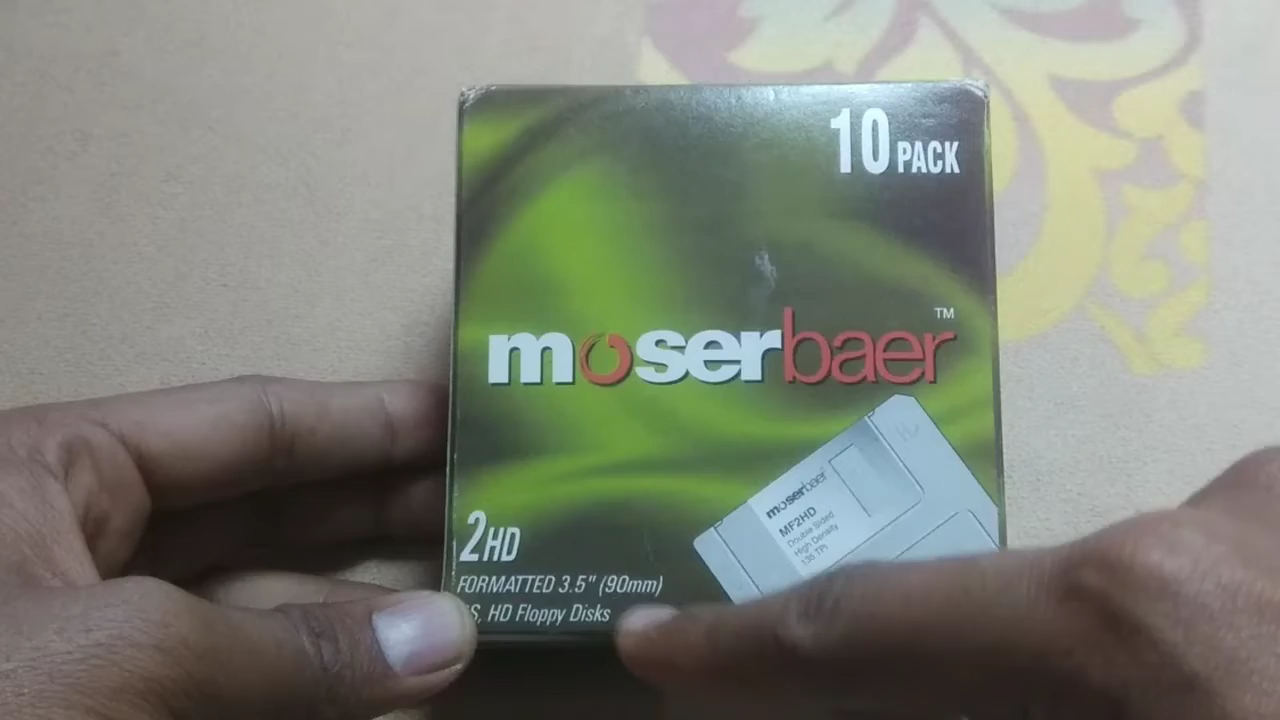 10 PACK
moserbaer™
moserbaer
MF2HD
Double Sided
High Density
135 TPI
2HD
FORMATTED 3.5" (90mm)
S, HD Floppy Disks